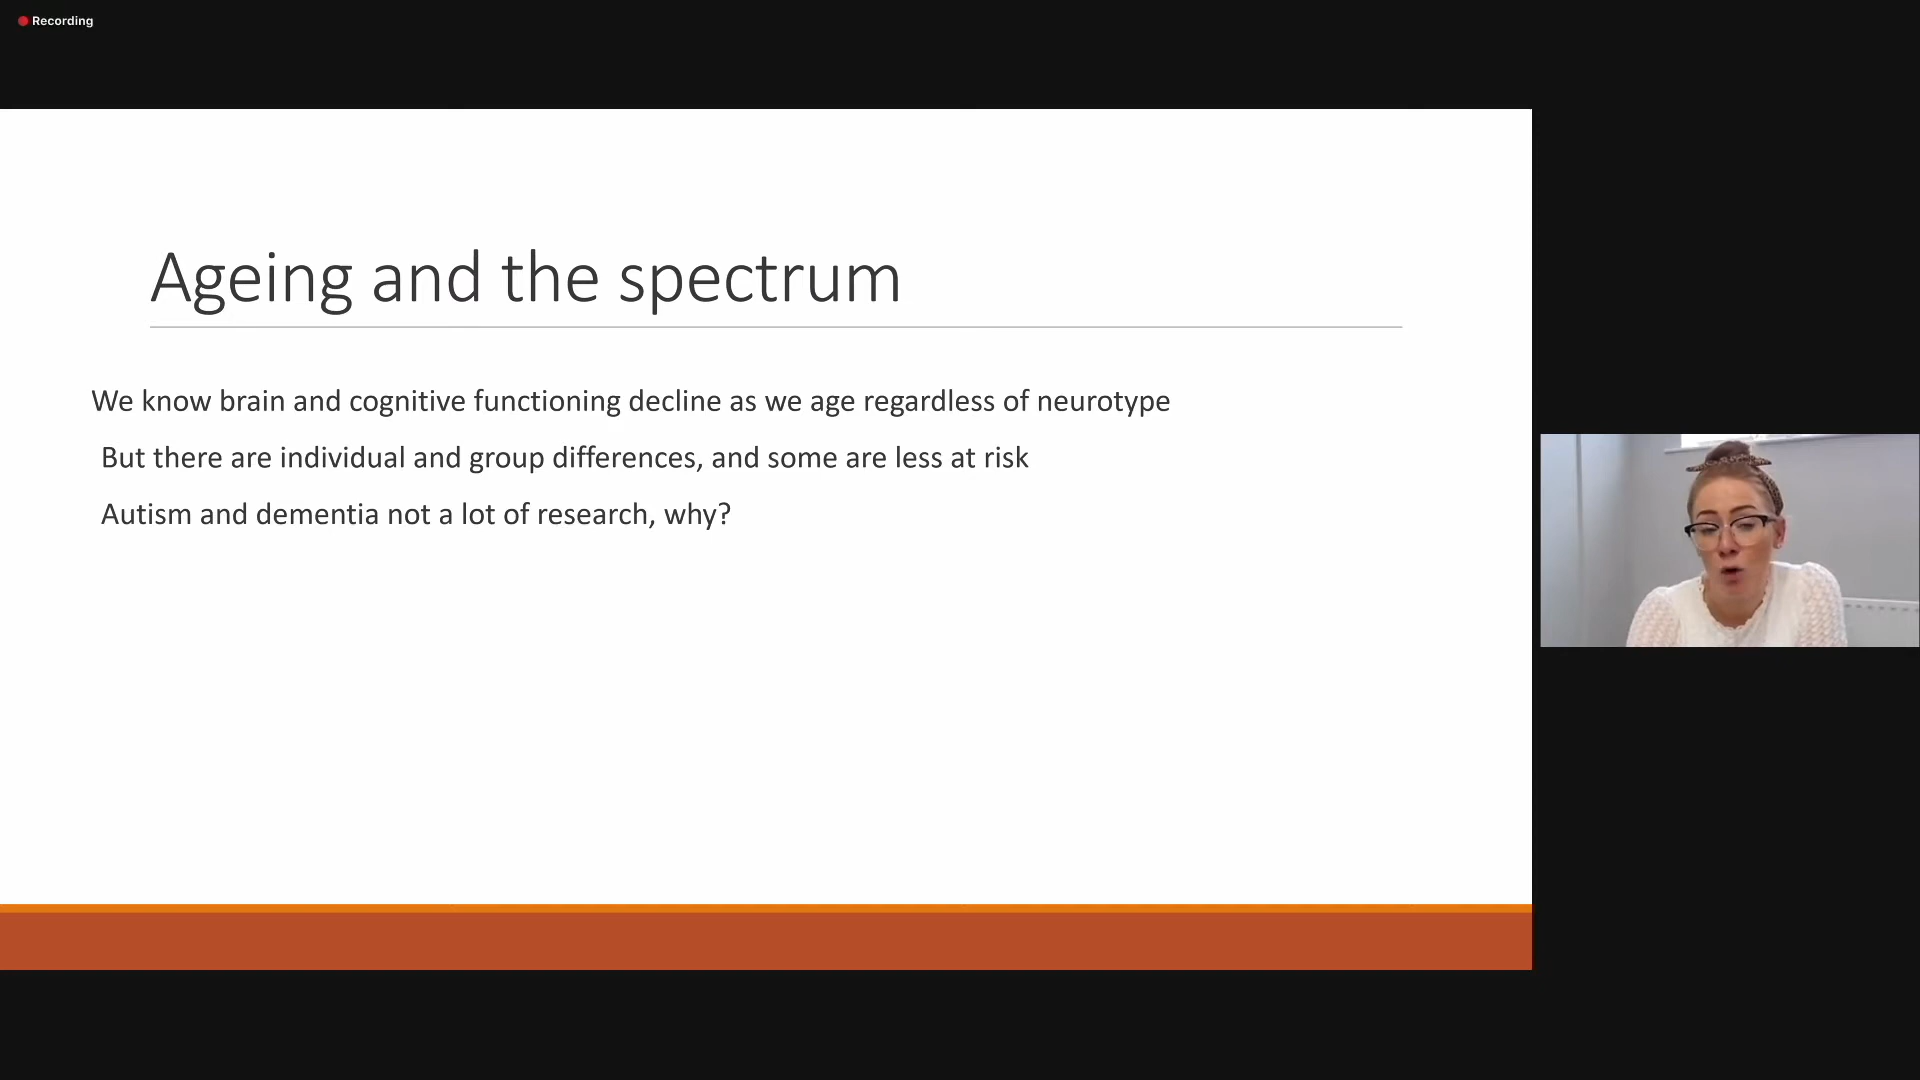 Recording
Ageing and the spectrum
We know brain and cognitive functioning decline as we age regardless of neurotype
But there are individual and group differences, and some are less at risk
Autism and dementia not a lot of research, why?